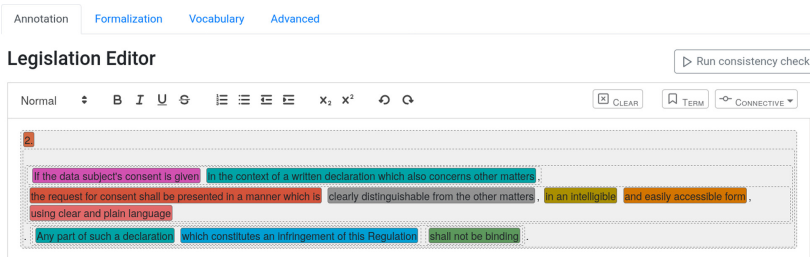 Annotation Formalization Vocabulary Advanced
Legislation Editor
Run consistency check
Normal B I U S X₂ X² CLEAR TERM CONNECTIVE
2.
If the data subject's consent is given in the context of a written declaration which also concerns other matters ,
the request for consent shall be presented in a manner which is clearly distinguishable from the other matters , in an intelligible and easily accessible form ,
using clear and plain language
. Any part of such a declaration which constitutes an infringement of this Regulation shall not be binding .